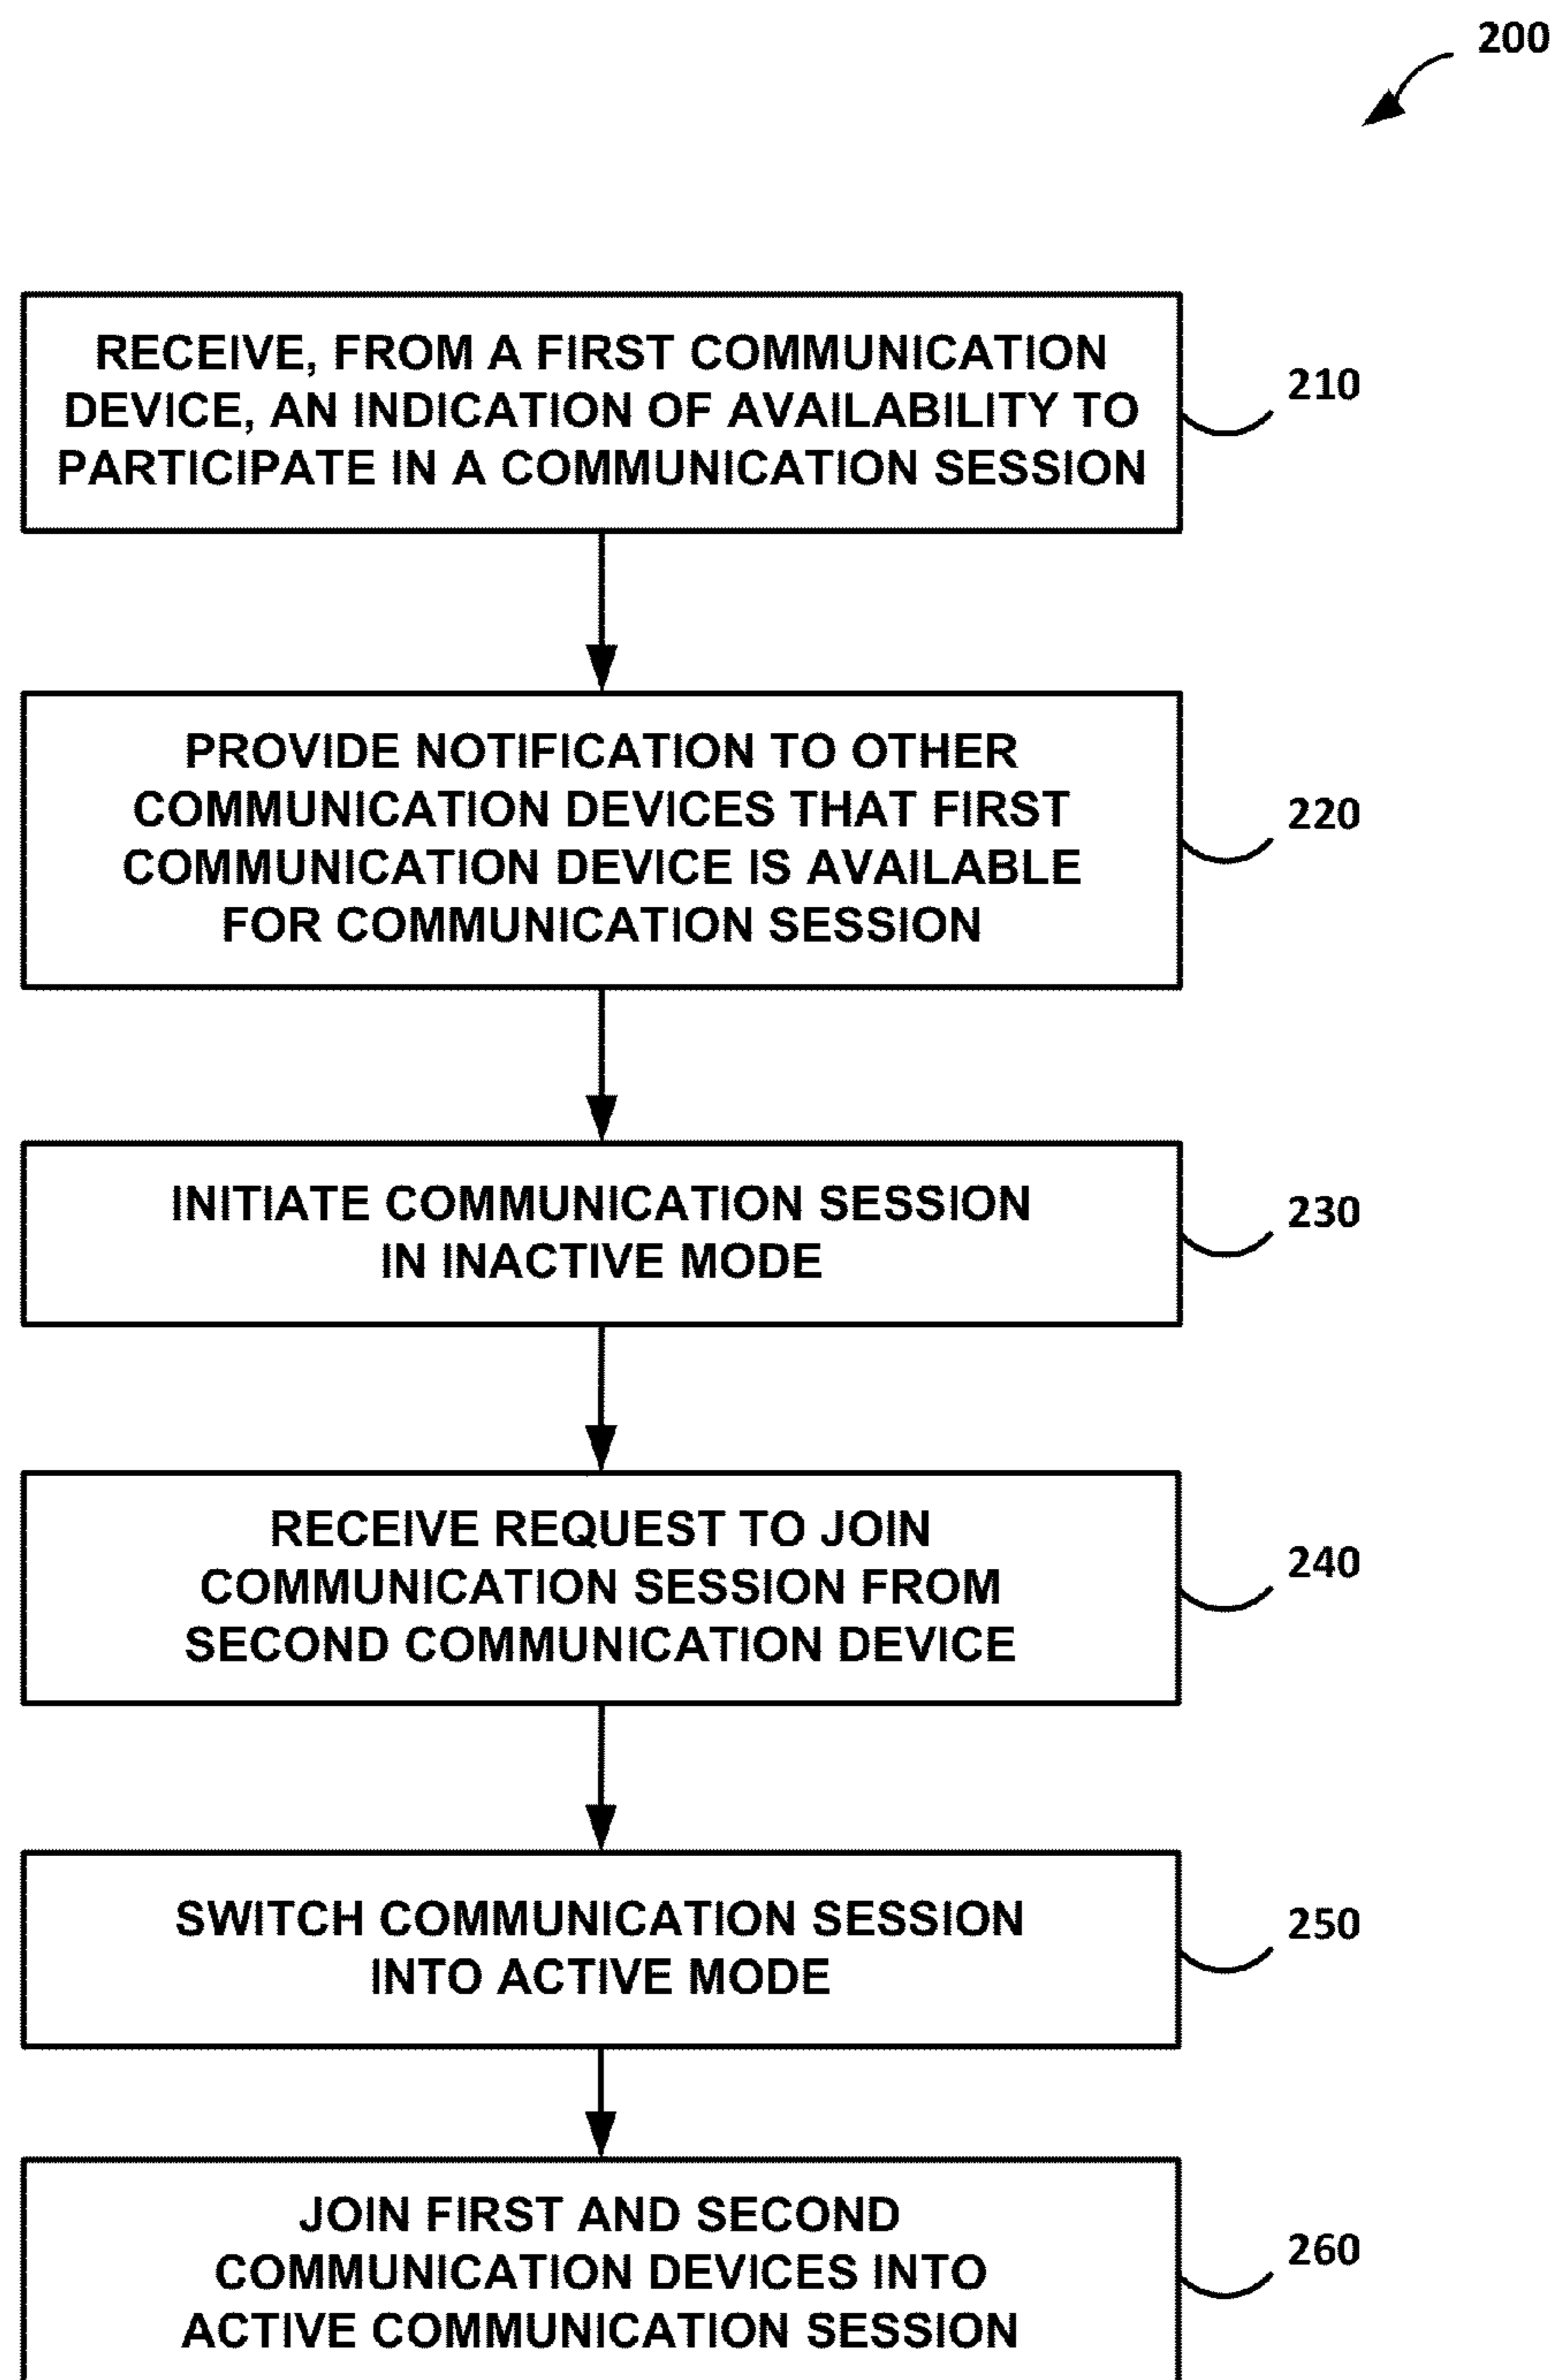 200
RECEIVE, FROM A FIRST COMMUNICATION
DEVICE, AN INDICATION OF AVAILABILITY TO
PARTICIPATE IN A COMMUNICATION SESSION
210
PROVIDE NOTIFICATION TO OTHER
COMMUNICATION DEVICES THAT FIRST
COMMUNICATION DEVICE IS AVAILABLE
FOR COMMUNICATION SESSION
220
INITIATE COMMUNICATION SESSION
IN INACTIVE MODE
230
RECEIVE REQUEST TO JOIN
COMMUNICATION SESSION FROM
SECOND COMMUNICATION DEVICE
240
SWITCH COMMUNICATION SESSION
INTO ACTIVE MODE
250
JOIN FIRST AND SECOND
COMMUNICATION DEVICES INTO
ACTIVE COMMUNICATION SESSION
260